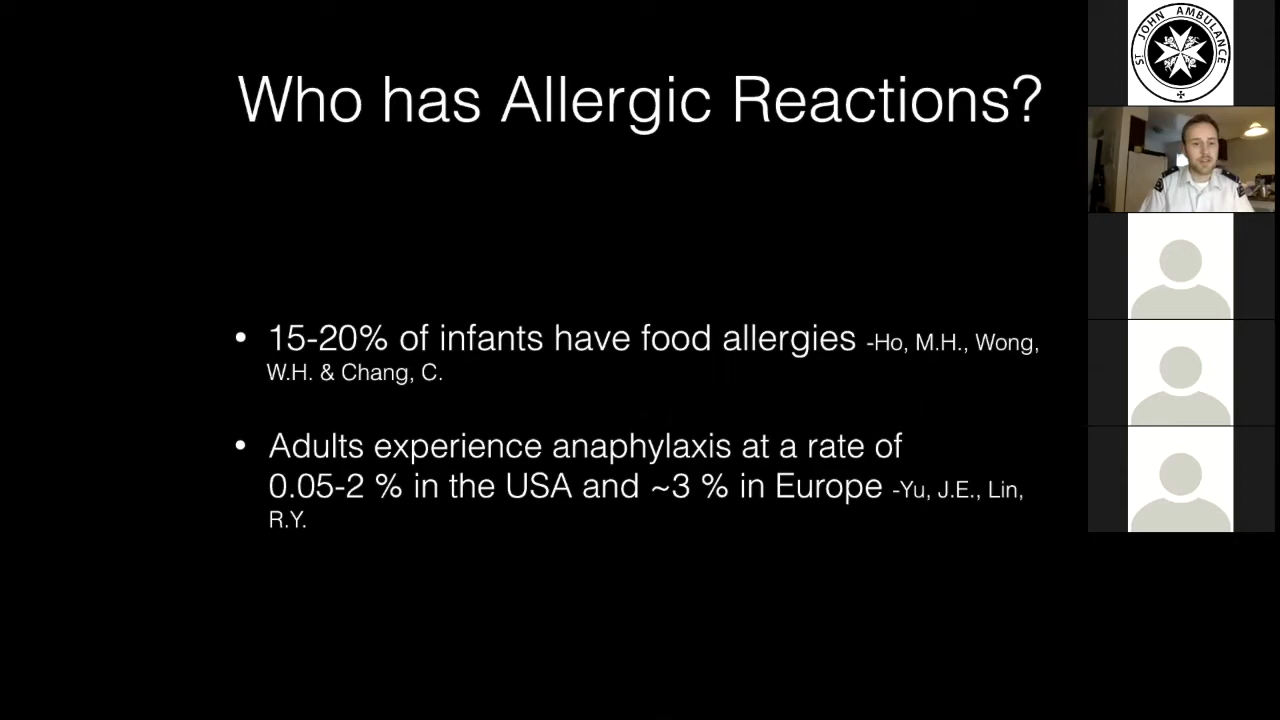 Who has Allergic Reactions?
• 15-20% of infants have food allergies -Ho, M.H., Wong,
W.H. & Chang, C.
• Adults experience anaphylaxis at a rate of
0.05-2 % in the USA and ~3 % in Europe -Yu, J.E., Lin,
R.Y.
ST JOHN AMBULANCE